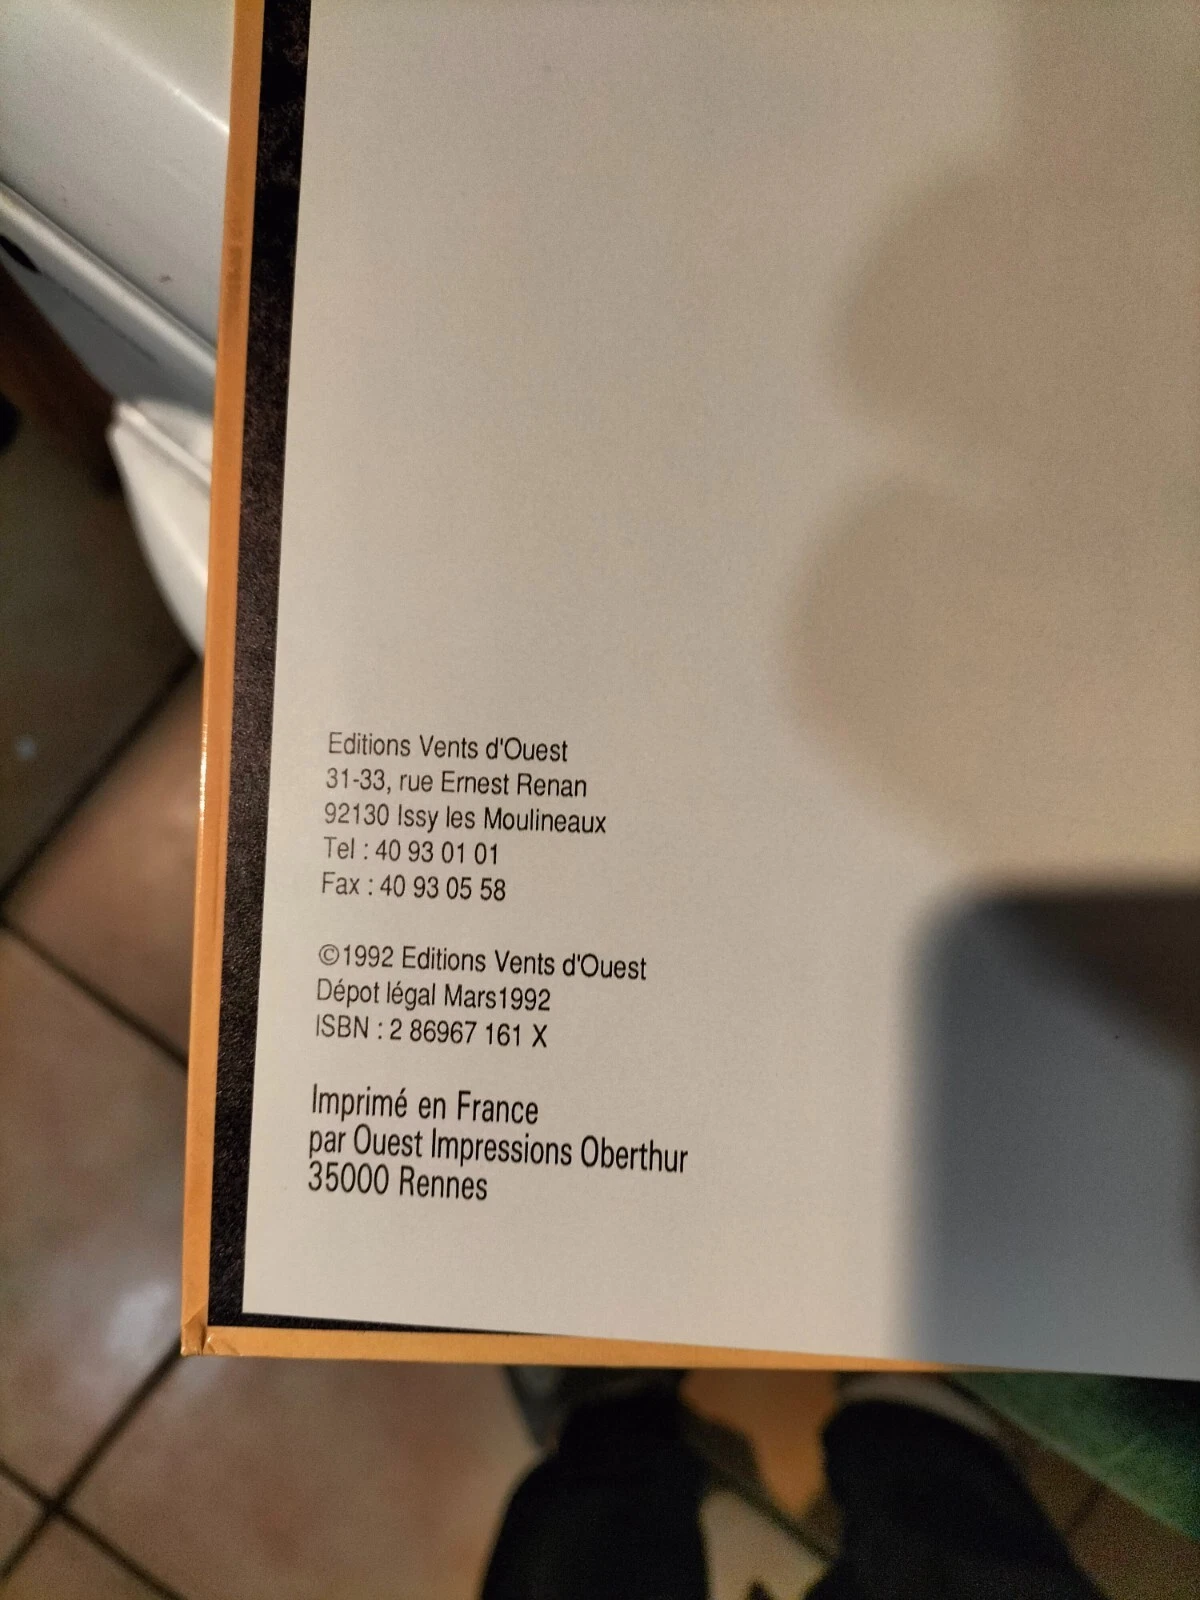 Editions Vents d'Ouest
31-33, rue Ernest Renan
92130 Issy les Moulineaux
Tel : 40 93 01 01
Fax : 40 93 05 58
©1992 Editions Vents d'Ouest
Dépot légal Mars1992
ISBN : 2 86967 161 X
Imprimé en France
par Ouest Impressions Oberthur
35000 Rennes